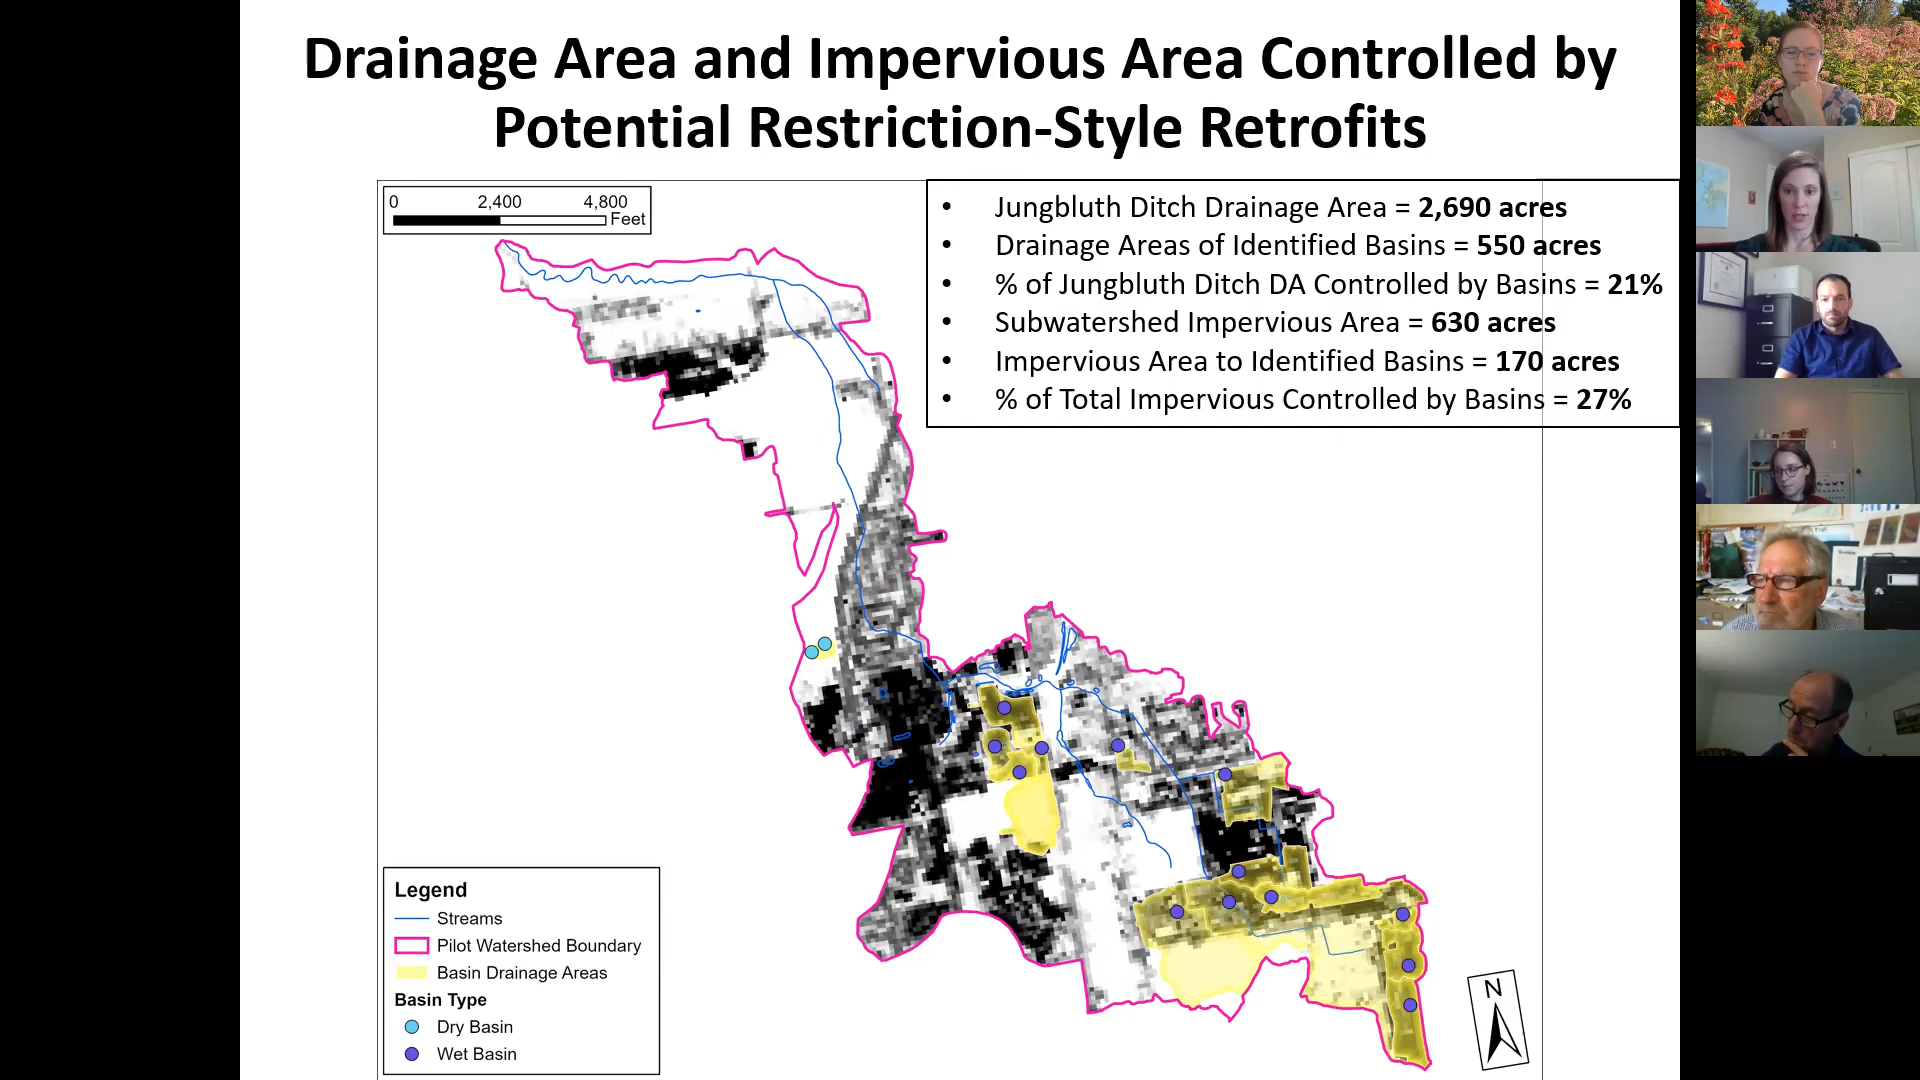 Drainage Area and Impervious Area Controlled by
Potential Restriction-Style Retrofits
0 2,400 4,800
Feet
• Jungbluth Ditch Drainage Area = 2,690 acres
• Drainage Areas of Identified Basins = 550 acres
• % of Jungbluth Ditch DA Controlled by Basins = 21%
• Subwatershed Impervious Area = 630 acres
• Impervious Area to Identified Basins = 170 acres
• % of Total Impervious Controlled by Basins = 27%
Legend
Streams
Pilot Watershed Boundary
Basin Drainage Areas
Basin Type
Dry Basin
Wet Basin
N